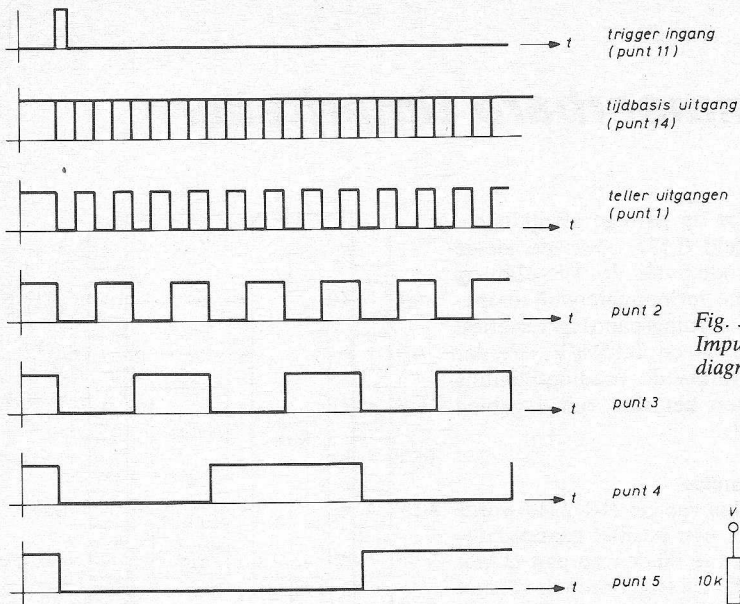 t
trigger ingang
(punt 11)
tijdbasis uitgang
(punt 14)
t
teller uitgangen
(punt 1)
t
punt 2
t
punt 3
t
punt 4
t
punt 5
t
Fig.
Impu
diagr
V
10k